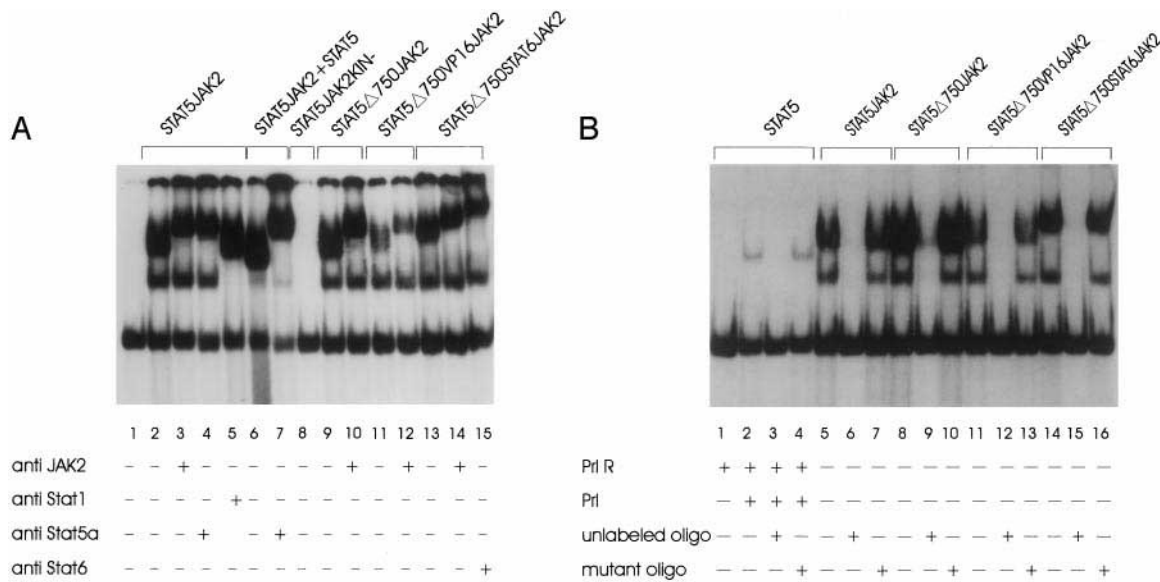 A
STAT5JAK2
STAT5JAK2+STAT5
STAT5JAK2KIN-
STAT5△750JAK2
STAT5△750VP16JAK2
STAT5△750STAT6JAK2
1 2 3 4 5 6 7 8 9 10 11 12 13 14 15
anti JAK2 – – + – – – – – – + – + – + –
anti Stat1 – – – – + – – – – – – – – – –
anti Stat5a – – – + – – + – – – – – – – –
anti Stat6 – – – – – – – – – – – – – – +
B
STAT5
STAT5JAK2
STAT5△750JAK2
STAT5△750VP16JAK2
STAT5△750STAT6JAK2
1 2 3 4 5 6 7 8 9 10 11 12 13 14 15 16
Prl R + + + + – – – – – – – – – – – –
Prl – + + + – – – – – – – – – – – –
unlabeled oligo – – + – – + – – + – – + – – + –
mutant oligo – – – + – – + – – + – – + – – +